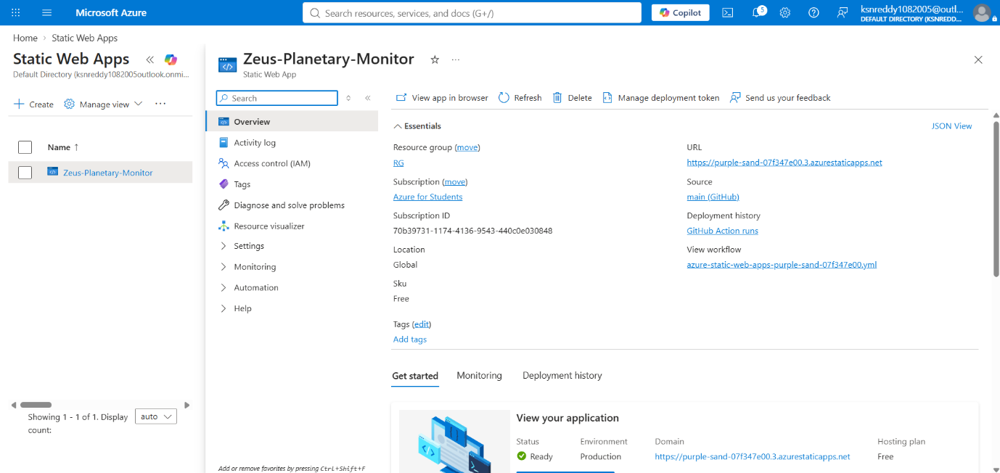 Microsoft Azure
Search resources, services, and docs (G+/)
Copilot
5
ksnreddy1082005@outl...
DEFAULT DIRECTORY (KSNREDD...
Home > Static Web Apps
Static Web Apps
Default Directory (ksnreddy1082005outlook.onmi...
Create
Manage view
...
Name ↑
Zeus-Planetary-Monitor
Showing 1 - 1 of 1. Display
count:
auto
Zeus-Planetary-Monitor
Static Web App
Search
Overview
Activity log
Access control (IAM)
Tags
Diagnose and solve problems
Resource visualizer
Settings
Monitoring
Automation
Help
Add or remove favorites by pressing Ctrl+Shift+F
View app in browser
Refresh
Delete
Manage deployment token
Send us your feedback
Essentials
JSON View
Resource group (move)
RG
Subscription (move)
Azure for Students
Subscription ID
70b39731-1174-4136-9543-440c0e030848
Location
Global
Sku
Free
URL
https://purple-sand-07f347e00.3.azurestaticapps.net
Source
main (GitHub)
Deployment history
GitHub Action runs
View workflow
azure-static-web-apps-purple-sand-07f347e00.yml
Tags (edit)
Add tags
Get started
Monitoring
Deployment history
View your application
Status
Ready
Environment
Production
Domain
https://purple-sand-07f347e00.3.azurestaticapps.net
Hosting plan
Free